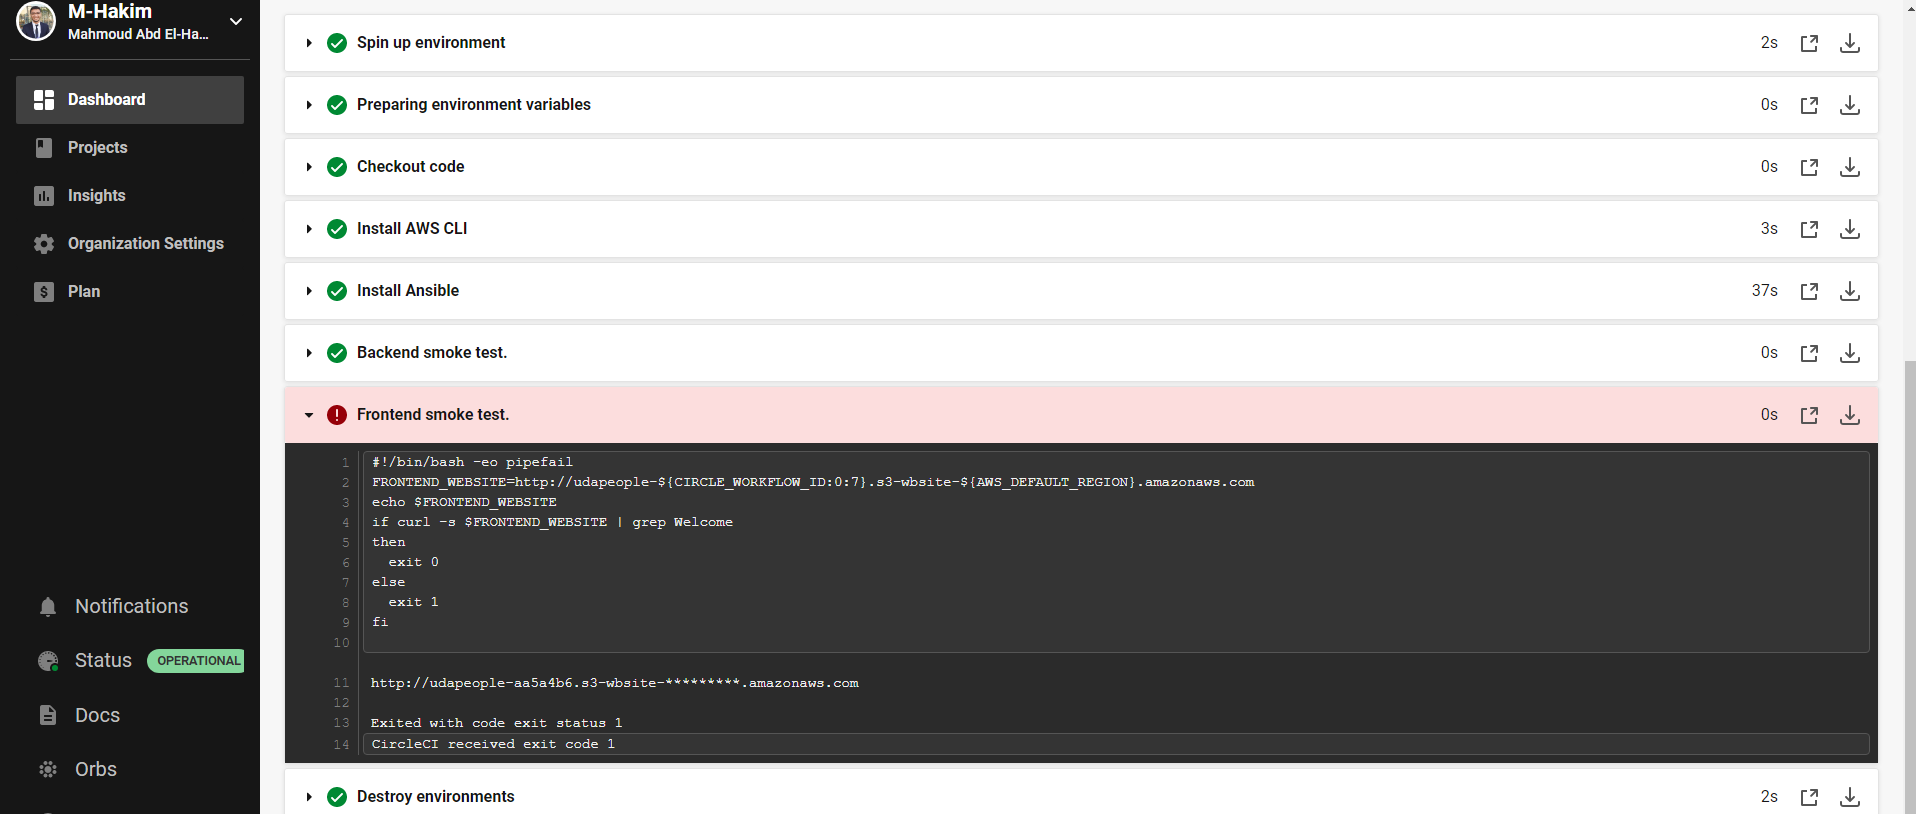 M-Hakim
Mahmoud Abd El-Ha...
Dashboard
Projects
Insights
Organization Settings
Plan
Notifications
Status OPERATIONAL
Docs
Orbs
Spin up environment 2s
Preparing environment variables 0s
Checkout code 0s
Install AWS CLI 3s
Install Ansible 37s
Backend smoke test. 0s
Frontend smoke test. 0s
1 #!/bin/bash -eo pipefail
2 FRONTEND_WEBSITE=http://udapeople-${CIRCLE_WORKFLOW_ID:0:7}.s3-wbsite-${AWS_DEFAULT_REGION}.amazonaws.com
3 echo $FRONTEND_WEBSITE
4 if curl -s $FRONTEND_WEBSITE | grep Welcome
5 then
6 exit 0
7 else
8 exit 1
9 fi
10
11 http://udapeople-aa5a4b6.s3-wbsite-*********.amazonaws.com
12
13 Exited with code exit status 1
14 CircleCI received exit code 1
Destroy environments 2s